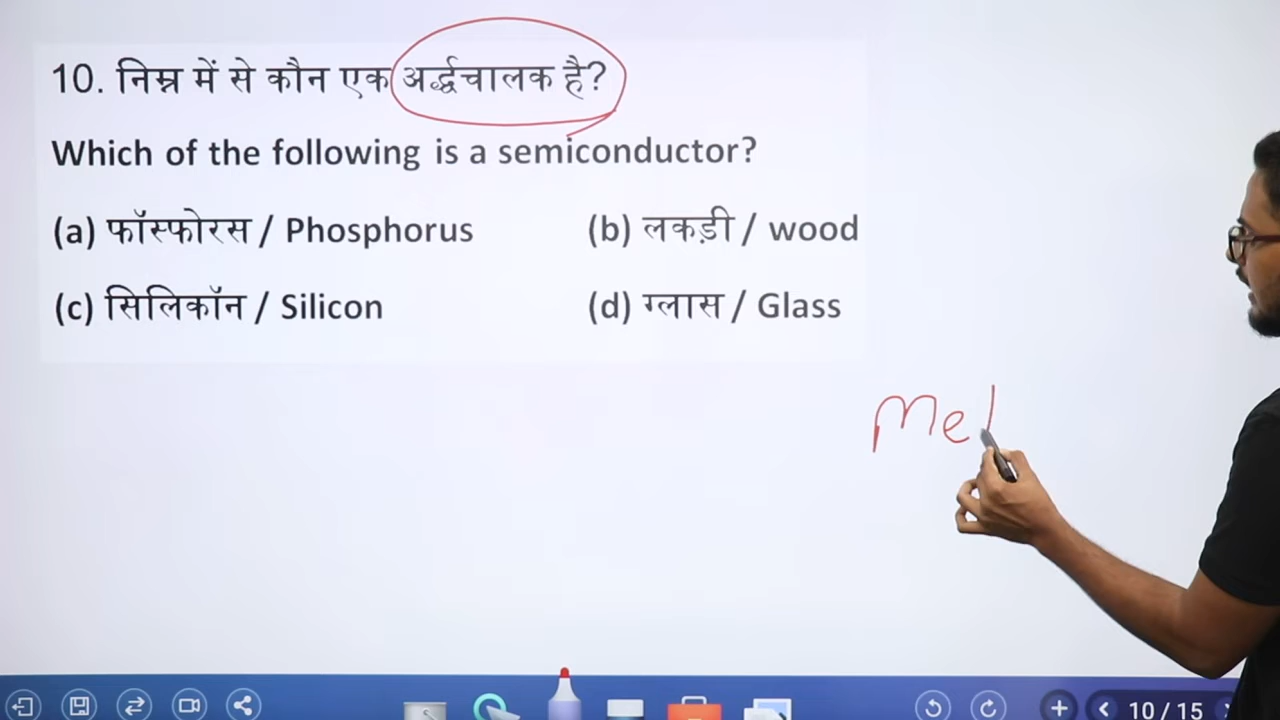 10. निम्न में से कौन एक अर्द्धचालक है?
Which of the following is a semiconductor?
(a) फॉस्फोरस / Phosphorus (b) लकड़ी / wood
(c) सिलिकॉन / Silicon (d) ग्लास / Glass
Mel
10 / 15